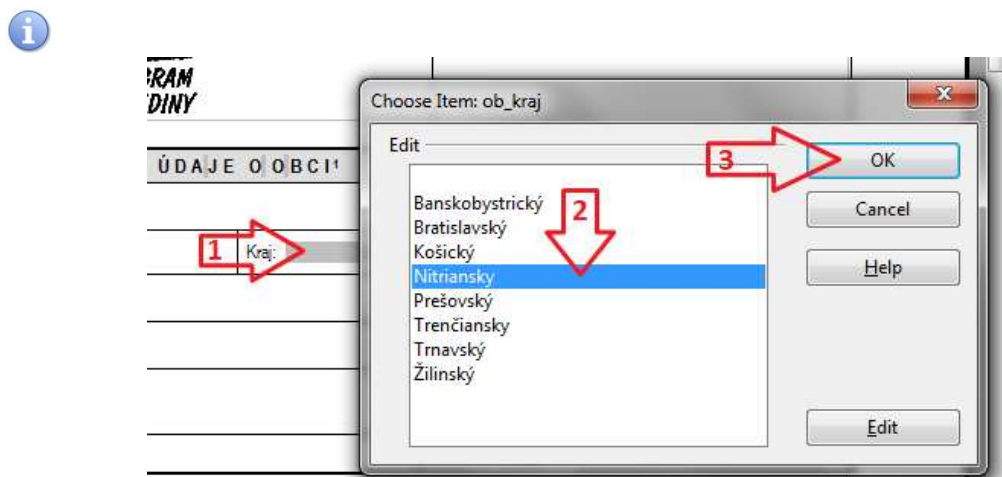 RAM
DINY
Choose Item: ob_kraj
Edit
3
OK
ÚDAJE O OBCI¹
Banskobystrický
2
Cancel
Bratislavský
1
Kraj:
Košický
Help
Nitriansky
Prešovský
Trenčiansky
Trnavský
Žilinský
Edit